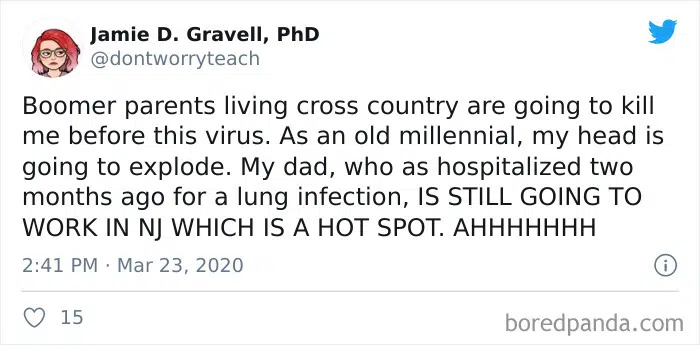 Jamie D. Gravell, PhD
@dontworryteach
Boomer parents living cross country are going to kill
me before this virus. As an old millennial, my head is
going to explode. My dad, who as hospitalized two
months ago for a lung infection, IS STILL GOING TO
WORK IN NJ WHICH IS A HOT SPOT. AHHHHHHH
2:41 PM · Mar 23, 2020
15
boredpanda.com